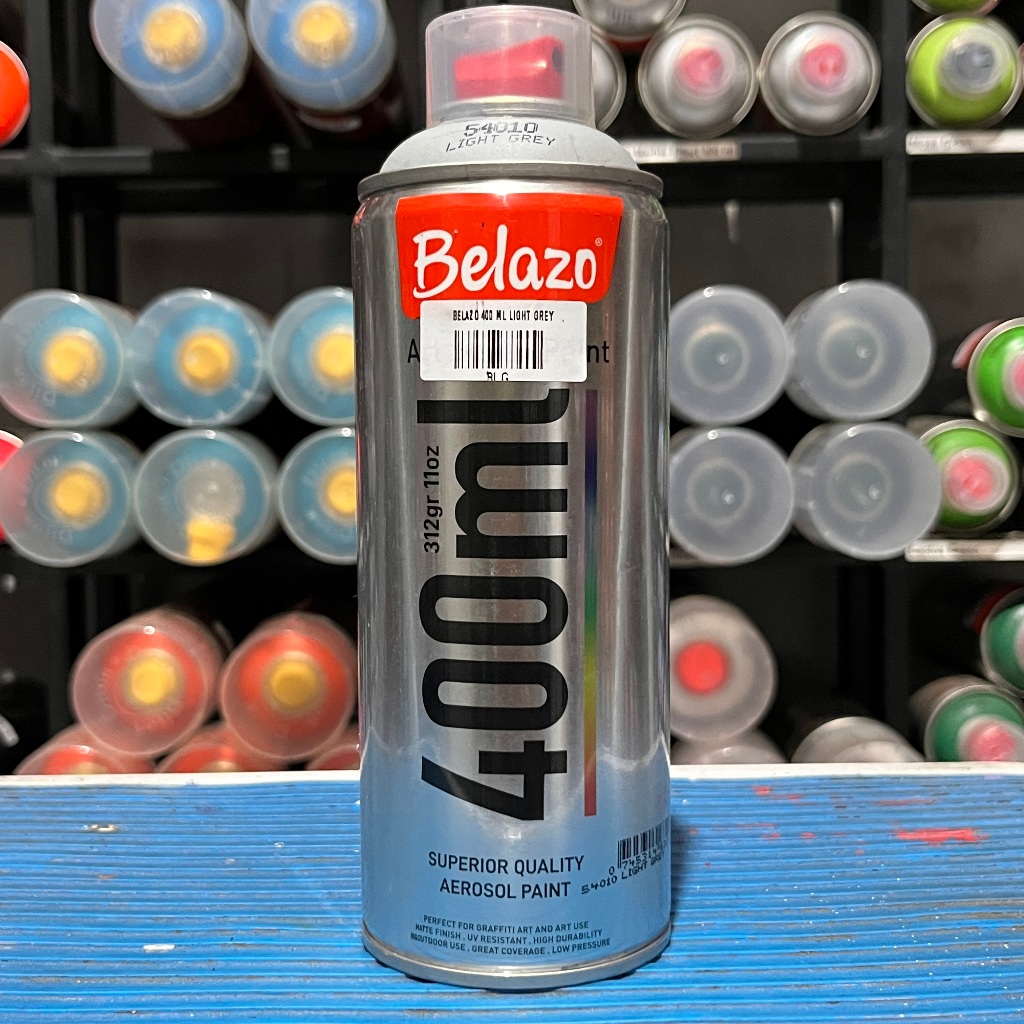 54010
LIGHT GREY
Belazo®
BELAZO 400 ML LIGHT GREY
BLG
400ml
312gr 11oz
SUPERIOR QUALITY
AEROSOL PAINT
54010 LIGHT GREY
PERFECT FOR GRAFFITI ART AND ART USE
MATTE FINISH . UV RESISTANT . HIGH DURABILITY
IN&OUTDOOR USE . GREAT COVERAGE . LOW PRESSURE